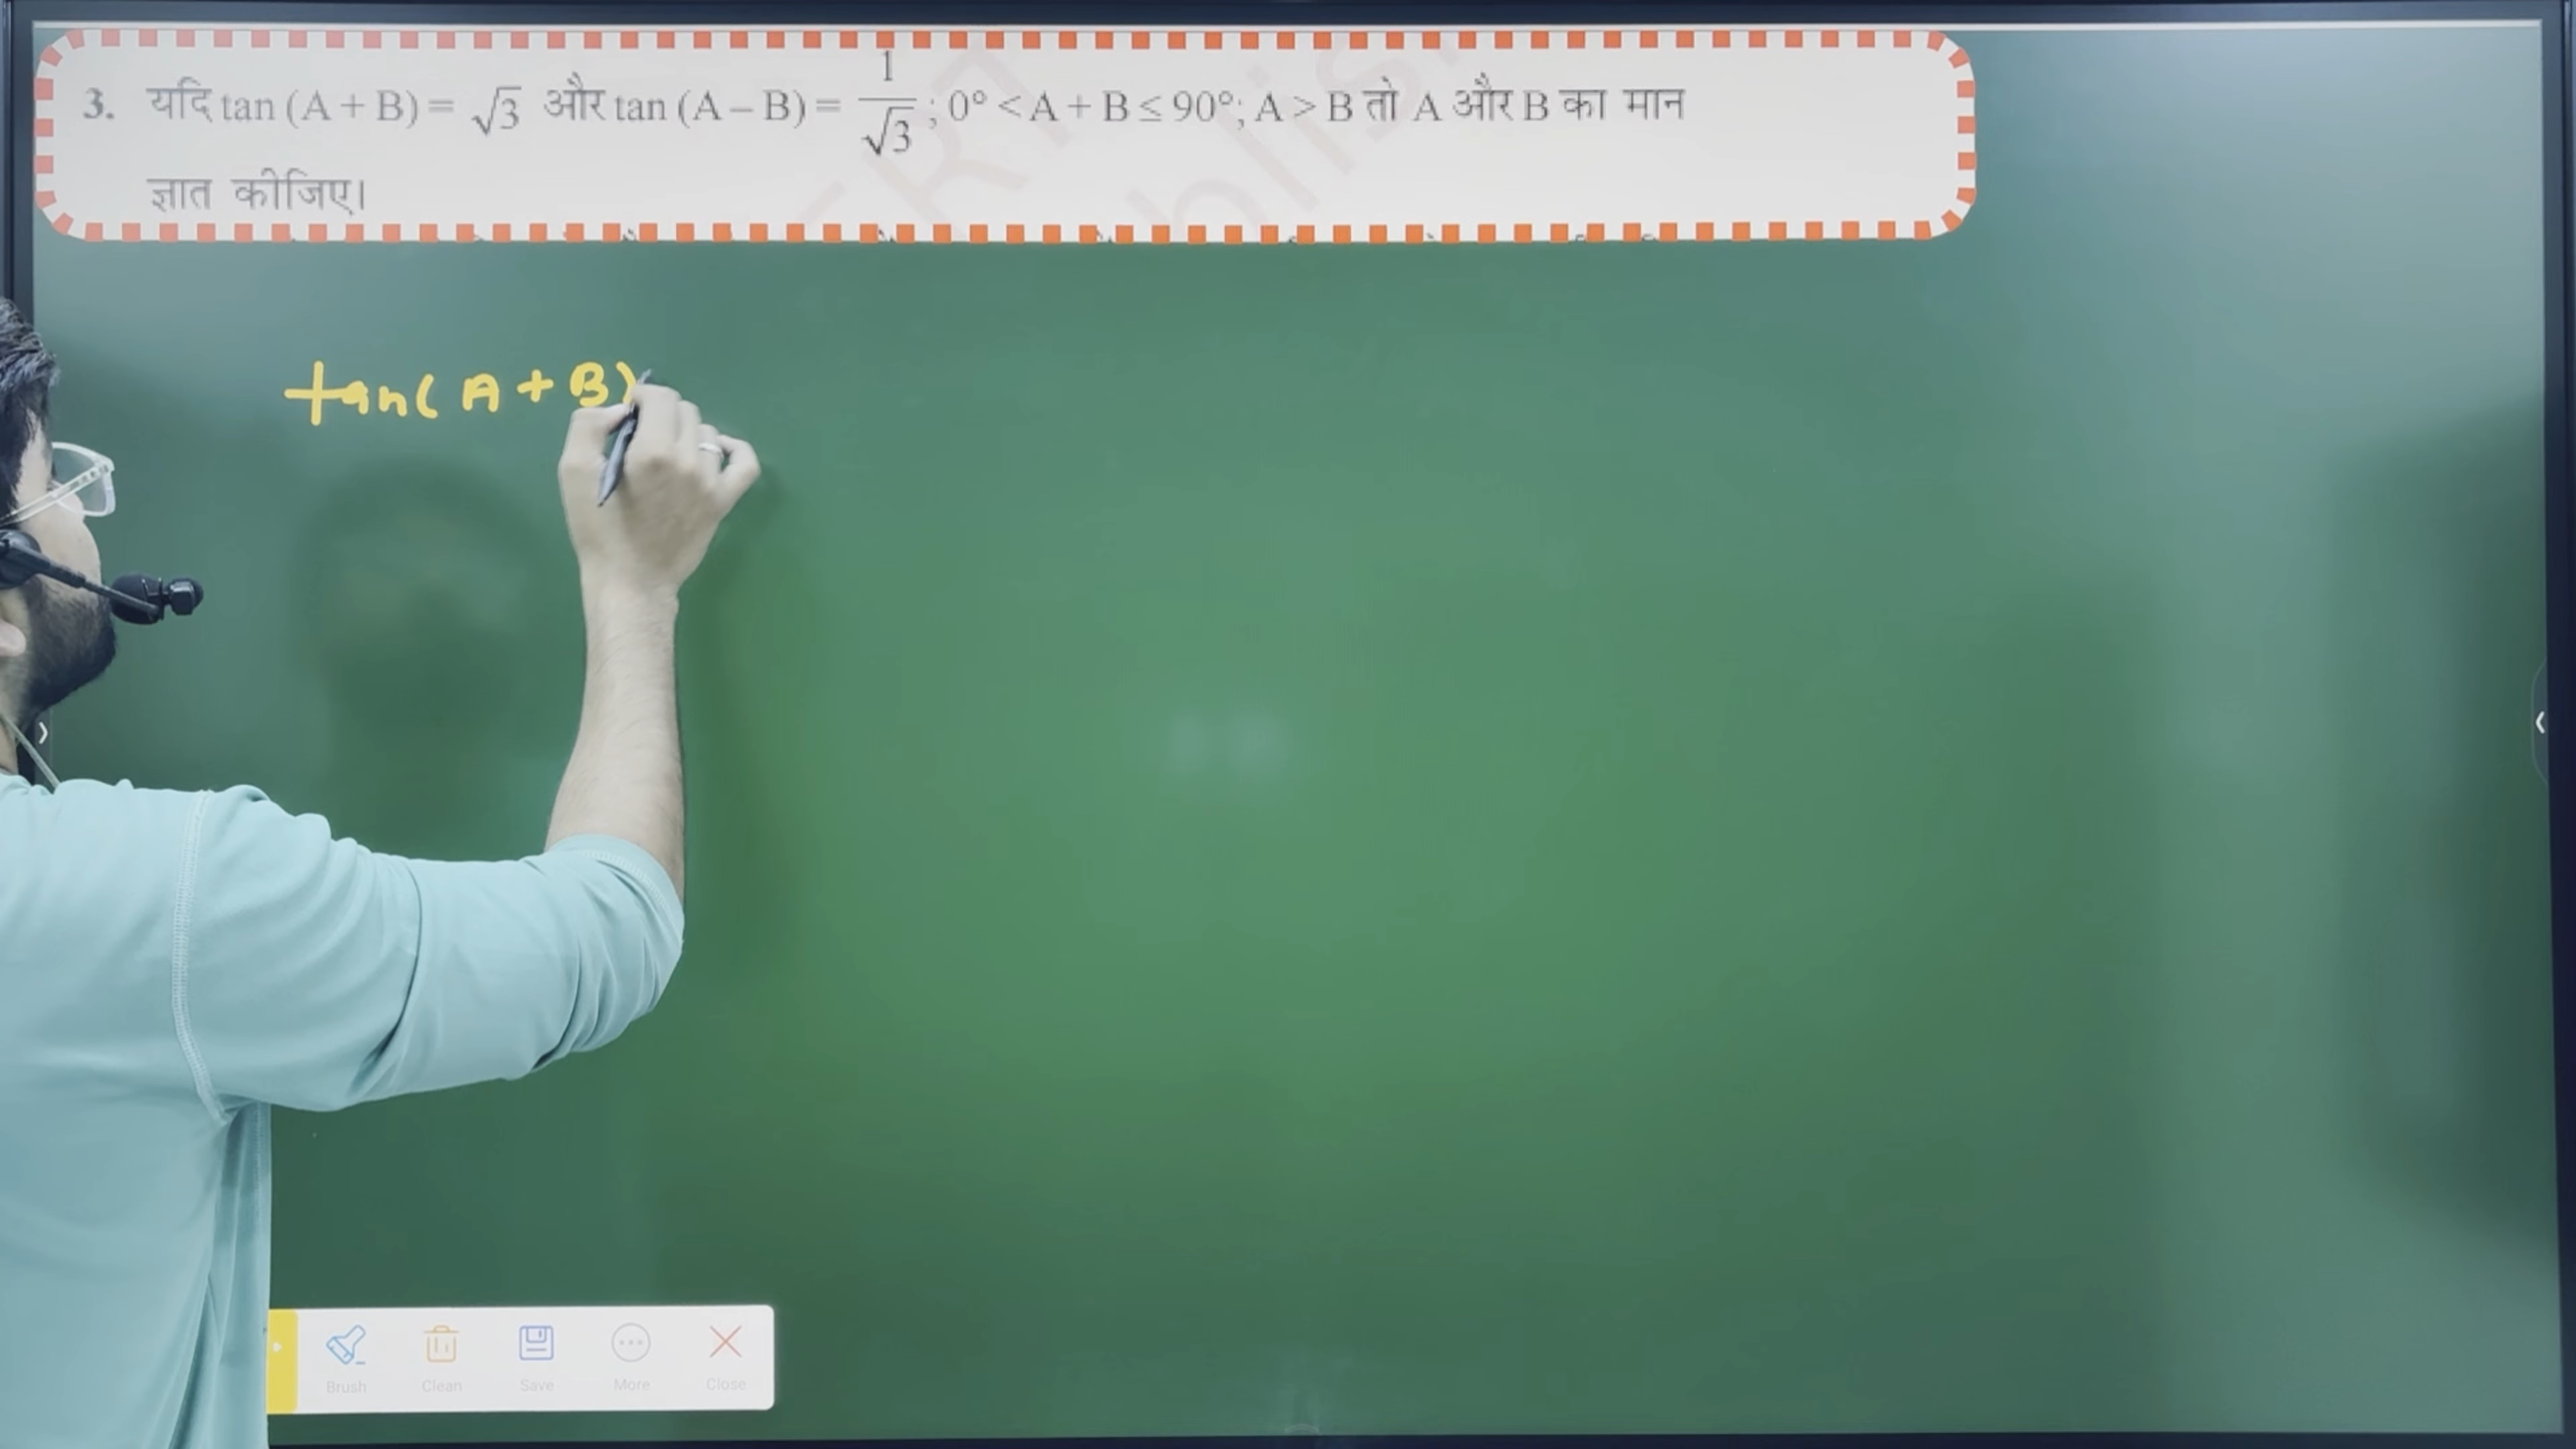 3. यदि tan (A + B) = √3 और tan (A – B) = 1/√3 ; 0° < A + B ≤ 90°; A > B तो A और B का मान
ज्ञात कीजिए।
tan( A + B)
Brush Clean Save More Close